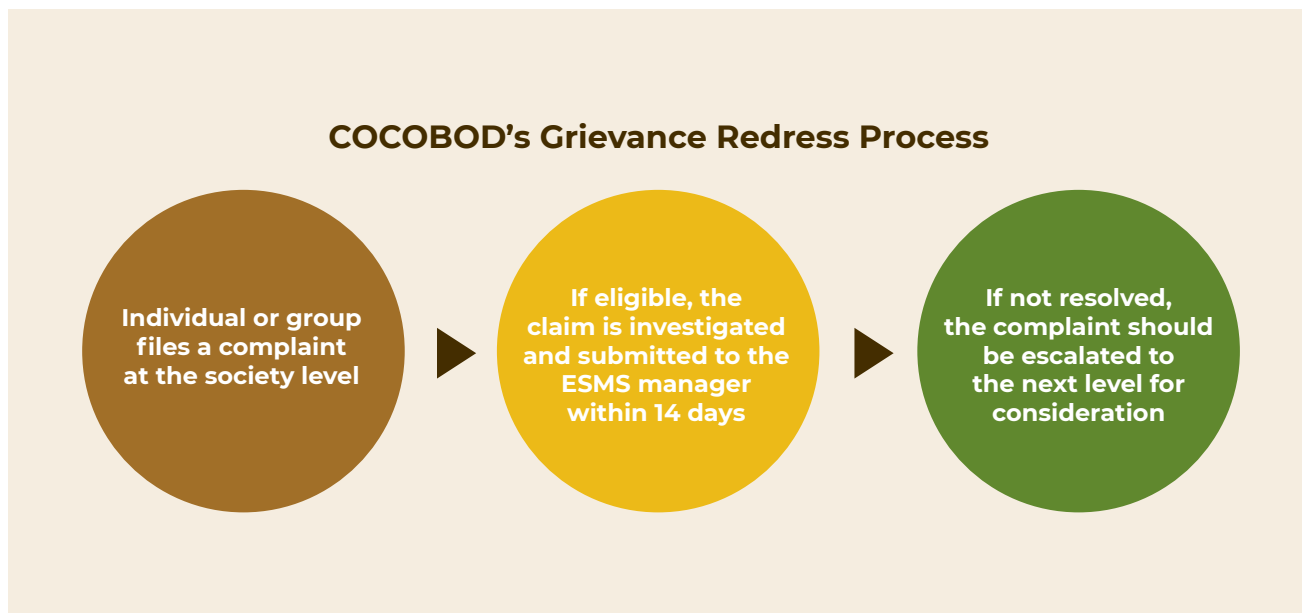 COCOBOD’s Grievance Redress Process
Individual or group
files a complaint
at the society level
If eligible, the
claim is investigated
and submitted to the
ESMS manager
within 14 days
If not resolved,
the complaint should
be escalated to
the next level for
consideration